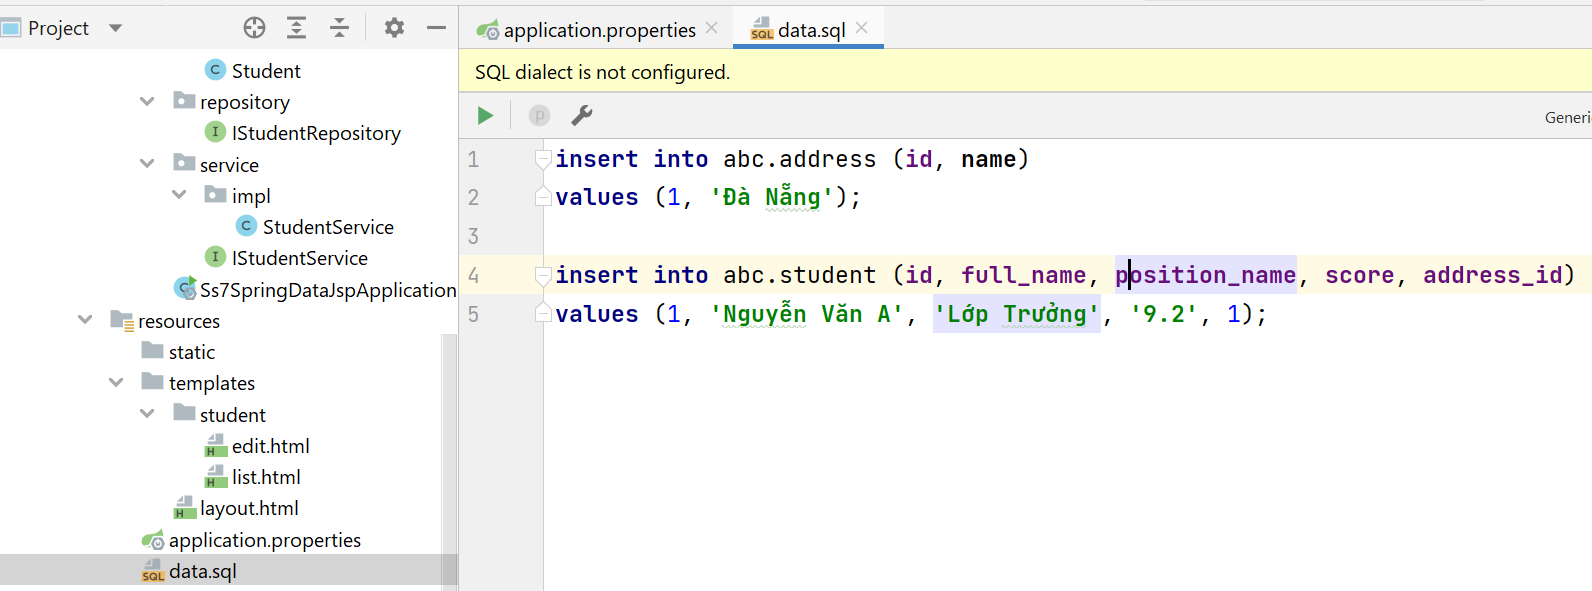 Project
Student
repository
IStudentRepository
service
impl
StudentService
IStudentService
Ss7SpringDataJspApplication
resources
static
templates
student
edit.html
list.html
layout.html
application.properties
data.sql
application.properties
data.sql
SQL dialect is not configured.
Generi
1 insert into abc.address (id, name)
2 values (1, 'Đà Nẵng');
3
4 insert into abc.student (id, full_name, position_name, score, address_id)
5 values (1, 'Nguyễn Văn A', 'Lớp Trưởng', '9.2', 1);